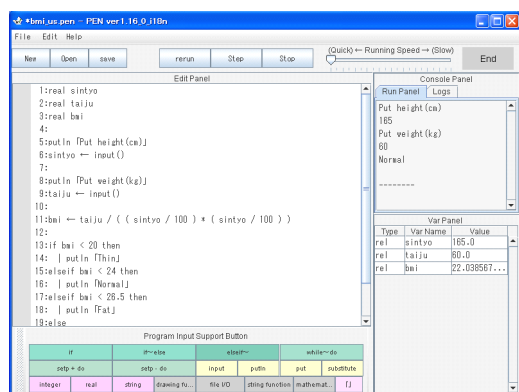 *bmi_us.pen - PEN ver1.16_0_i18n
File Edit Help
New Open save rerun Step Stop (Quick) ← Running Speed → (Slow) End
Edit Panel
1:real sintyo
2:real taiju
3:real bmi
4:
5:putln 「Put height(cm)」
6:sintyo ← input()
7:
8:putln 「Put weight(kg)」
9:taiju ← input()
10:
11:bmi ← taiju / ( ( sintyo / 100 ) * ( sintyo / 100 ) )
12:
13:if bmi < 20 then
14: | putln 「Thin」
15:elseif bmi < 24 then
16: | putln 「Normal」
17:elseif bmi < 26.5 then
18: | putln 「Fat」
19:else
Console Panel
Run Panel Logs
Put height(cm)
165
Put weight(kg)
60
Normal
--------
Var Panel
Type Var Name Value
rel sintyo 165.0
rel taiju 60.0
rel bmi 22.038567...
Program Input Support Button
if if～else elseif～ while～do
setp + do setp - do input putln put substitute
integer real string drawing fu... file I/O string function mathemat... 「」